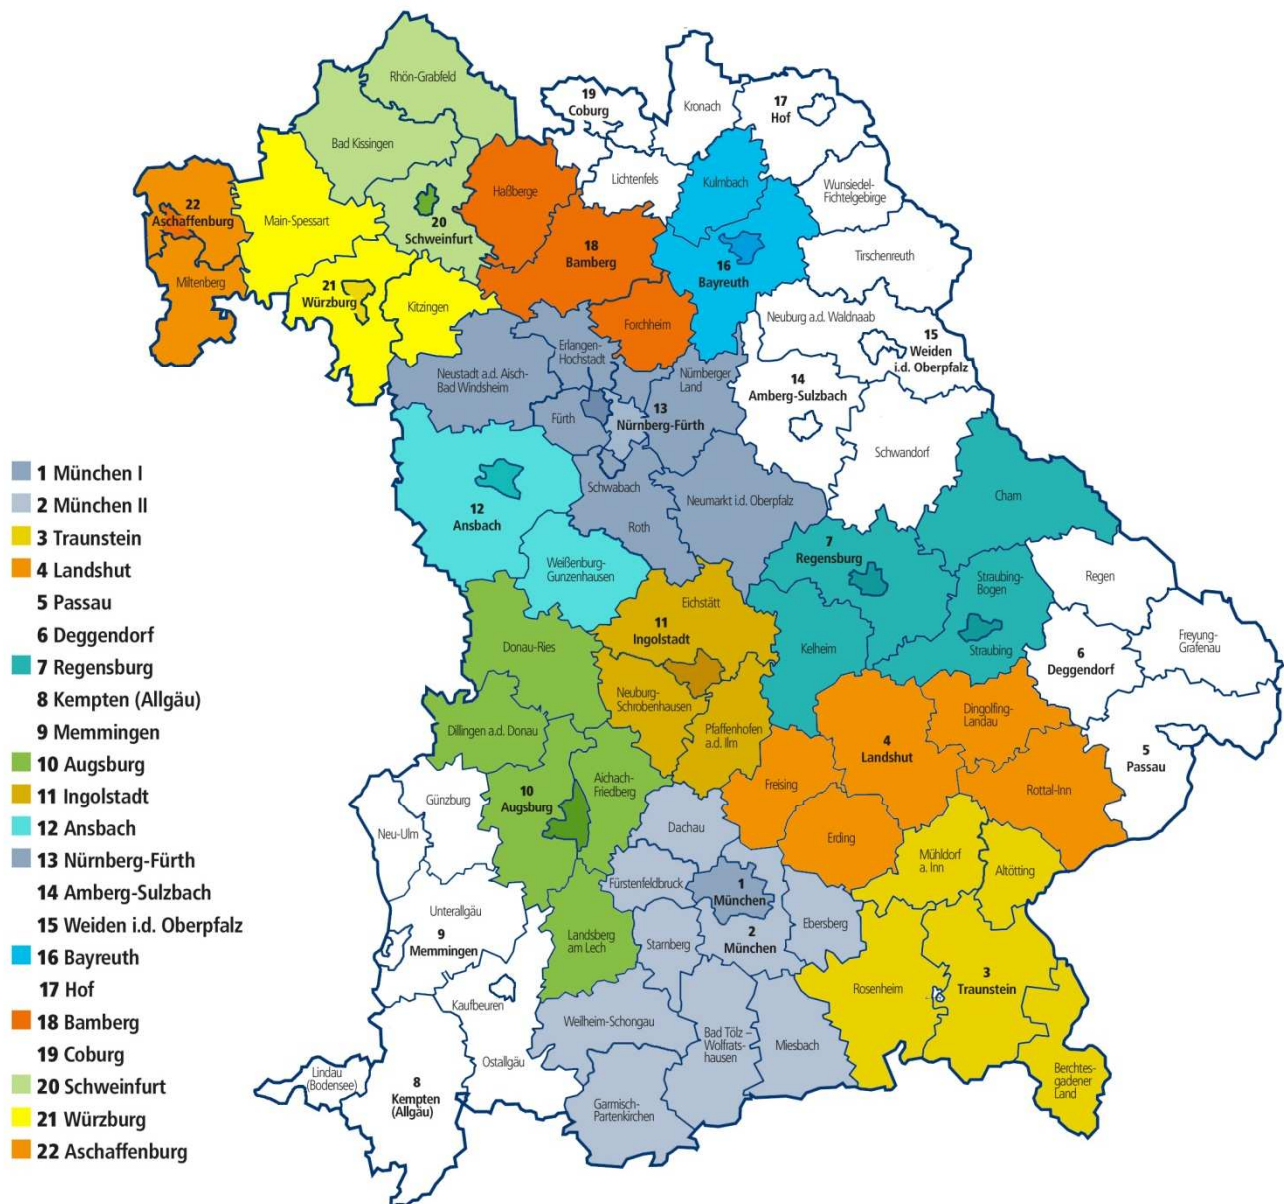 Rhön-Grabfeld
19
Coburg
Kronach
17
Hof
Bad Kissingen
Lichtenfels
Kulmbach
Wunsiedel-
Fichtelgebirge
Haßberge
22
Aschaffenburg
Main-Spessart
20
Schweinfurt
18
Bamberg
16
Bayreuth
Tirschenreuth
Miltenberg
21
Würzburg
Kitzingen
Forchheim
Neuburg a.d. Waldnaab
15
Weiden
i.d. Oberpfalz
Erlangen-
Hochstadt
Neustadt a.d. Aisch-
Bad Windsheim
Nürnberger
Land
14
Amberg-Sulzbach
Fürth
13
Nürnberg-Fürth
Schwandorf
Schwabach
Neumarkt i.d. Oberpfalz
Cham
12
Ansbach
Roth
7
Regensburg
Weißenburg-
Gunzenhausen
Straubing-
Bogen
Regen
Eichstätt
11
Ingolstadt
Donau-Ries
Kelheim
Straubing
6
Deggendorf
Freyung-
Grafenau
Neuburg-
Schrobenhausen
Dillingen a.d. Donau
Pfaffenhofen
a.d. Ilm
Dingolfing-
Landau
4
Landshut
5
Passau
Günzburg
10
Augsburg
Aichach-
Friedberg
Freising
Rottal-Inn
Neu-Ulm
Dachau
Erding
Mühldorf
a. Inn
Altötting
Fürstenfeldbruck
1
München
Unterallgäu
9
Memmingen
Landsberg
am Lech
Starnberg
2
München
Ebersberg
Kaufbeuren
Rosenheim
3
Traunstein
Weilheim-Schongau
Bad Tölz –
Wolfrats-
hausen
Miesbach
Ostallgäu
Lindau
(Bodensee)
8
Kempten
(Allgäu)
Garmisch-
Partenkirchen
Berchtes-
gadener
Land
1 München I
2 München II
3 Traunstein
4 Landshut
5 Passau
6 Deggendorf
7 Regensburg
8 Kempten (Allgäu)
9 Memmingen
10 Augsburg
11 Ingolstadt
12 Ansbach
13 Nürnberg-Fürth
14 Amberg-Sulzbach
15 Weiden i.d. Oberpfalz
16 Bayreuth
17 Hof
18 Bamberg
19 Coburg
20 Schweinfurt
21 Würzburg
22 Aschaffenburg